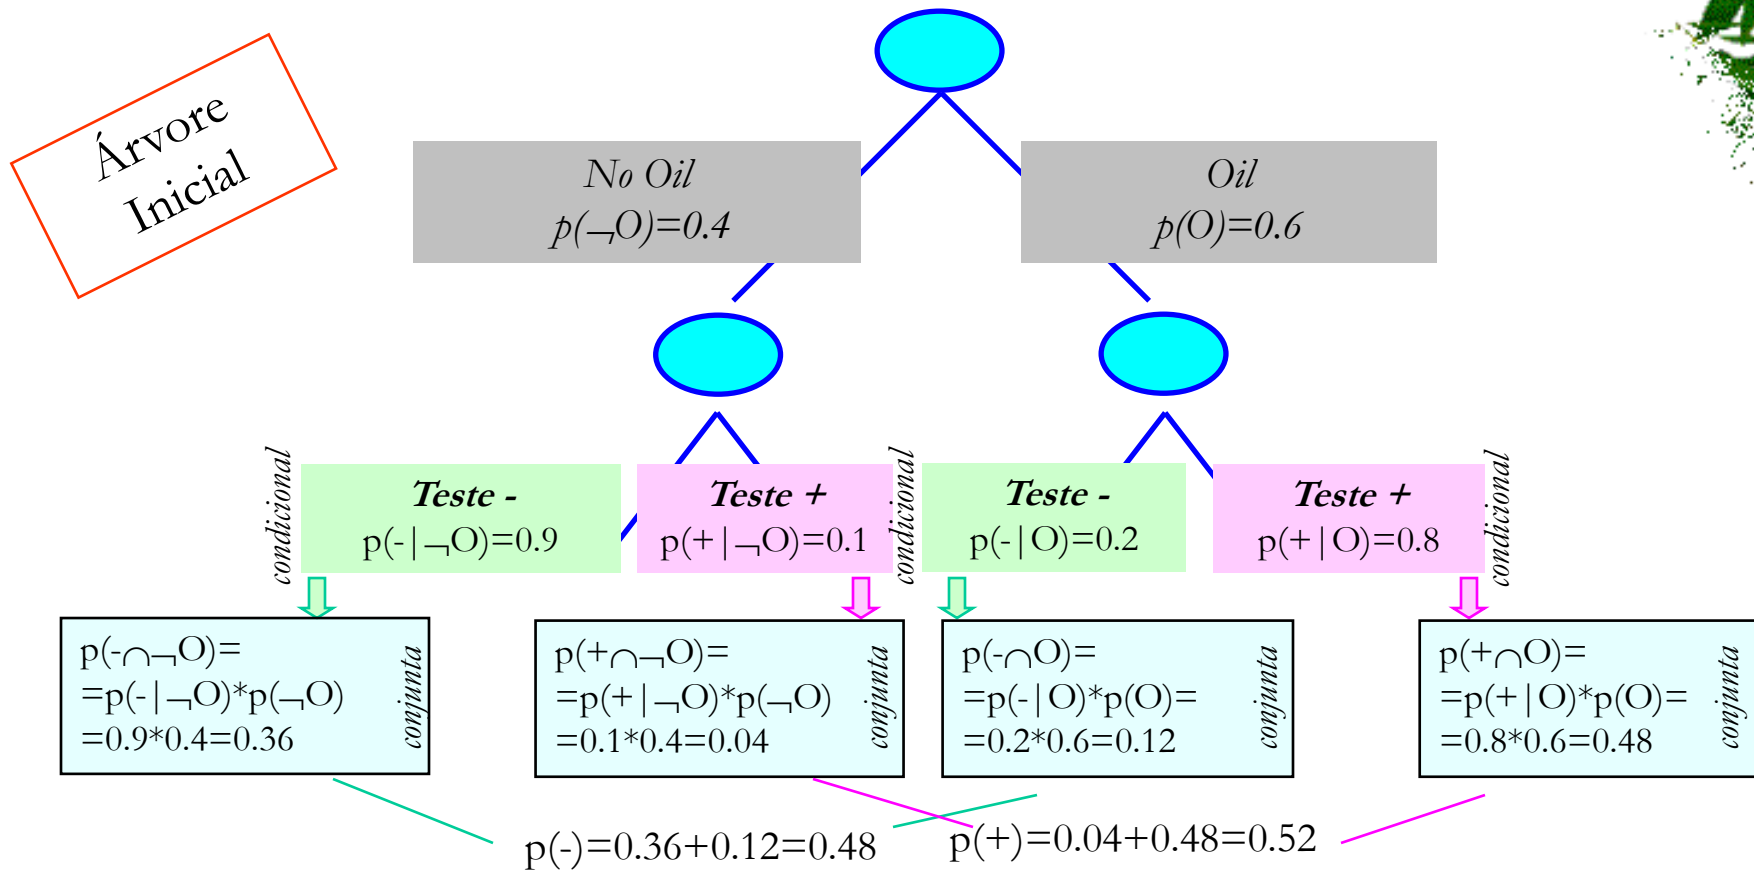 Árvore
Inicial
No Oil
p(¬O)=0.4
Oil
p(O)=0.6
condicional
Teste -
p(-|¬O)=0.9
Teste +
p(+|¬O)=0.1
condicional
Teste -
p(-|O)=0.2
Teste +
p(+|O)=0.8
condicional
p(-∩¬O)=
=p(-|¬O)*p(¬O)
=0.9*0.4=0.36
conjunta
p(+∩¬O)=
=p(+|¬O)*p(¬O)
=0.1*0.4=0.04
conjunta
p(-∩O)=
=p(-|O)*p(O)=
=0.2*0.6=0.12
conjunta
p(+∩O)=
=p(+|O)*p(O)=
=0.8*0.6=0.48
conjunta
p(-)=0.36+0.12=0.48
p(+)=0.04+0.48=0.52